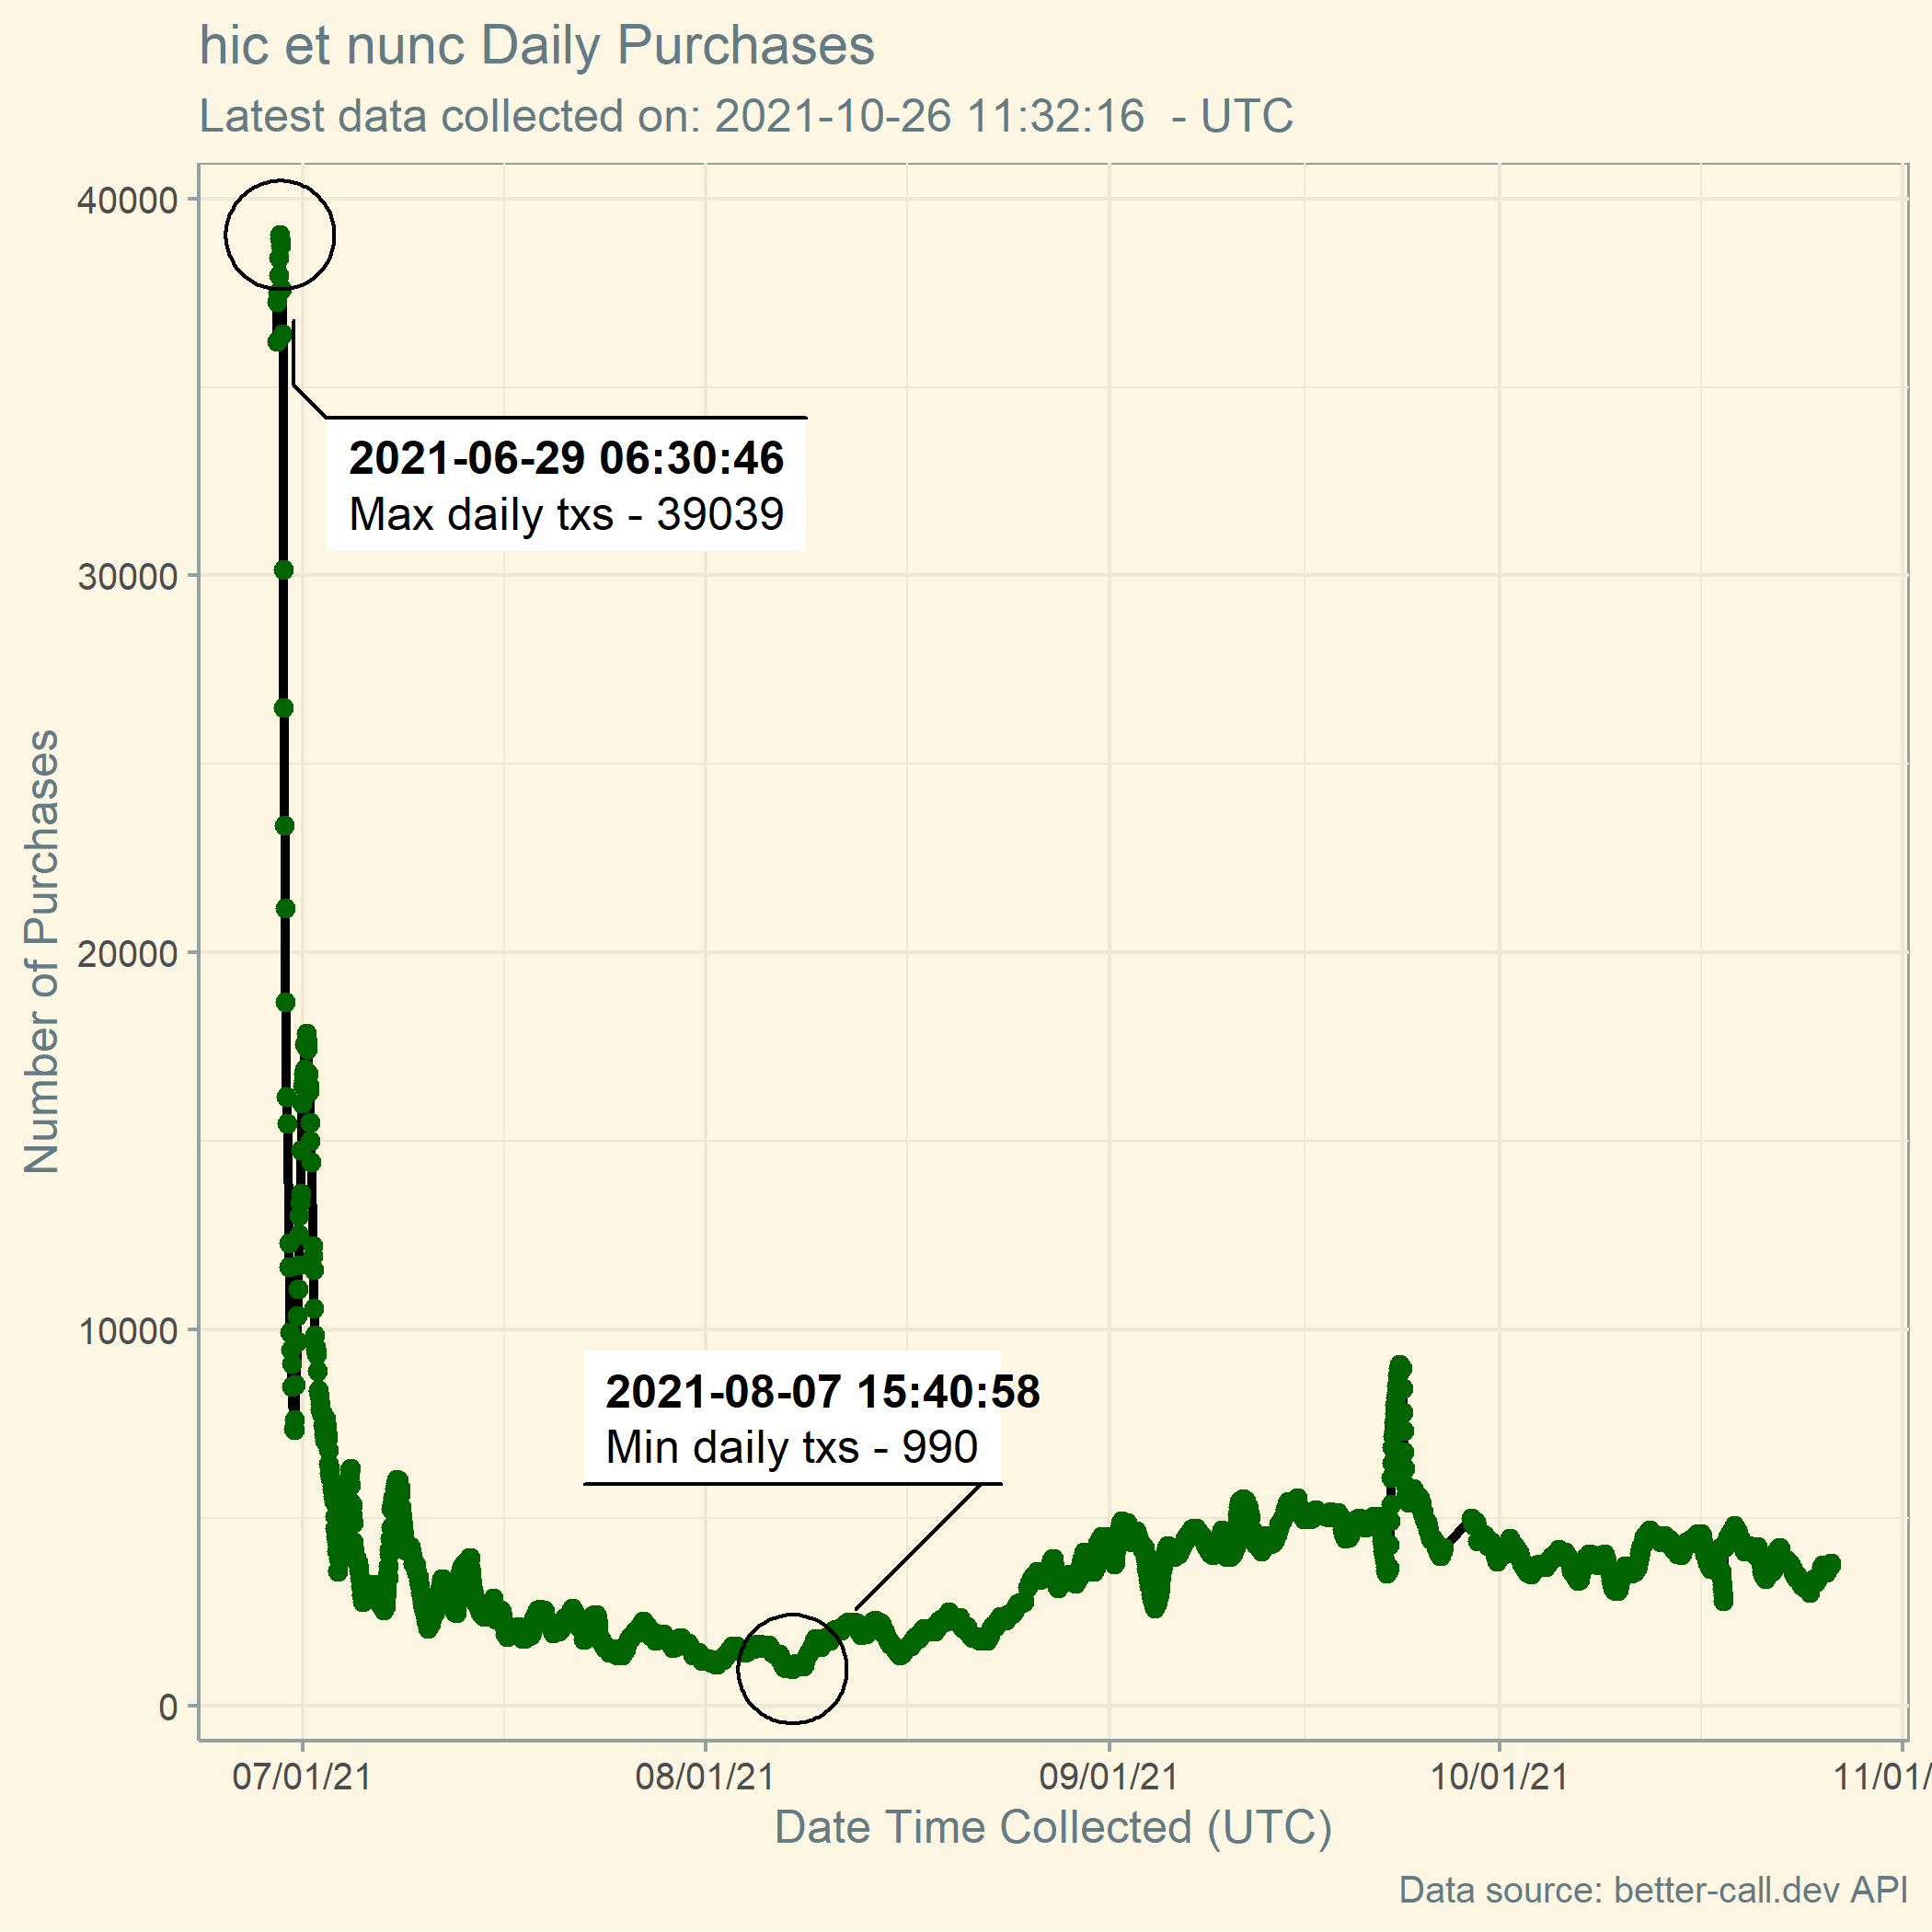 hic et nunc Daily Purchases
Latest data collected on: 2021-10-26 11:32:16 - UTC
Number of Purchases
40000
30000
20000
10000
0
2021-06-29 06:30:46
Max daily txs - 39039
2021-08-07 15:40:58
Min daily txs - 990
07/01/21 08/01/21 09/01/21 10/01/21 11/01/
Date Time Collected (UTC)
Data source: better-call.dev API